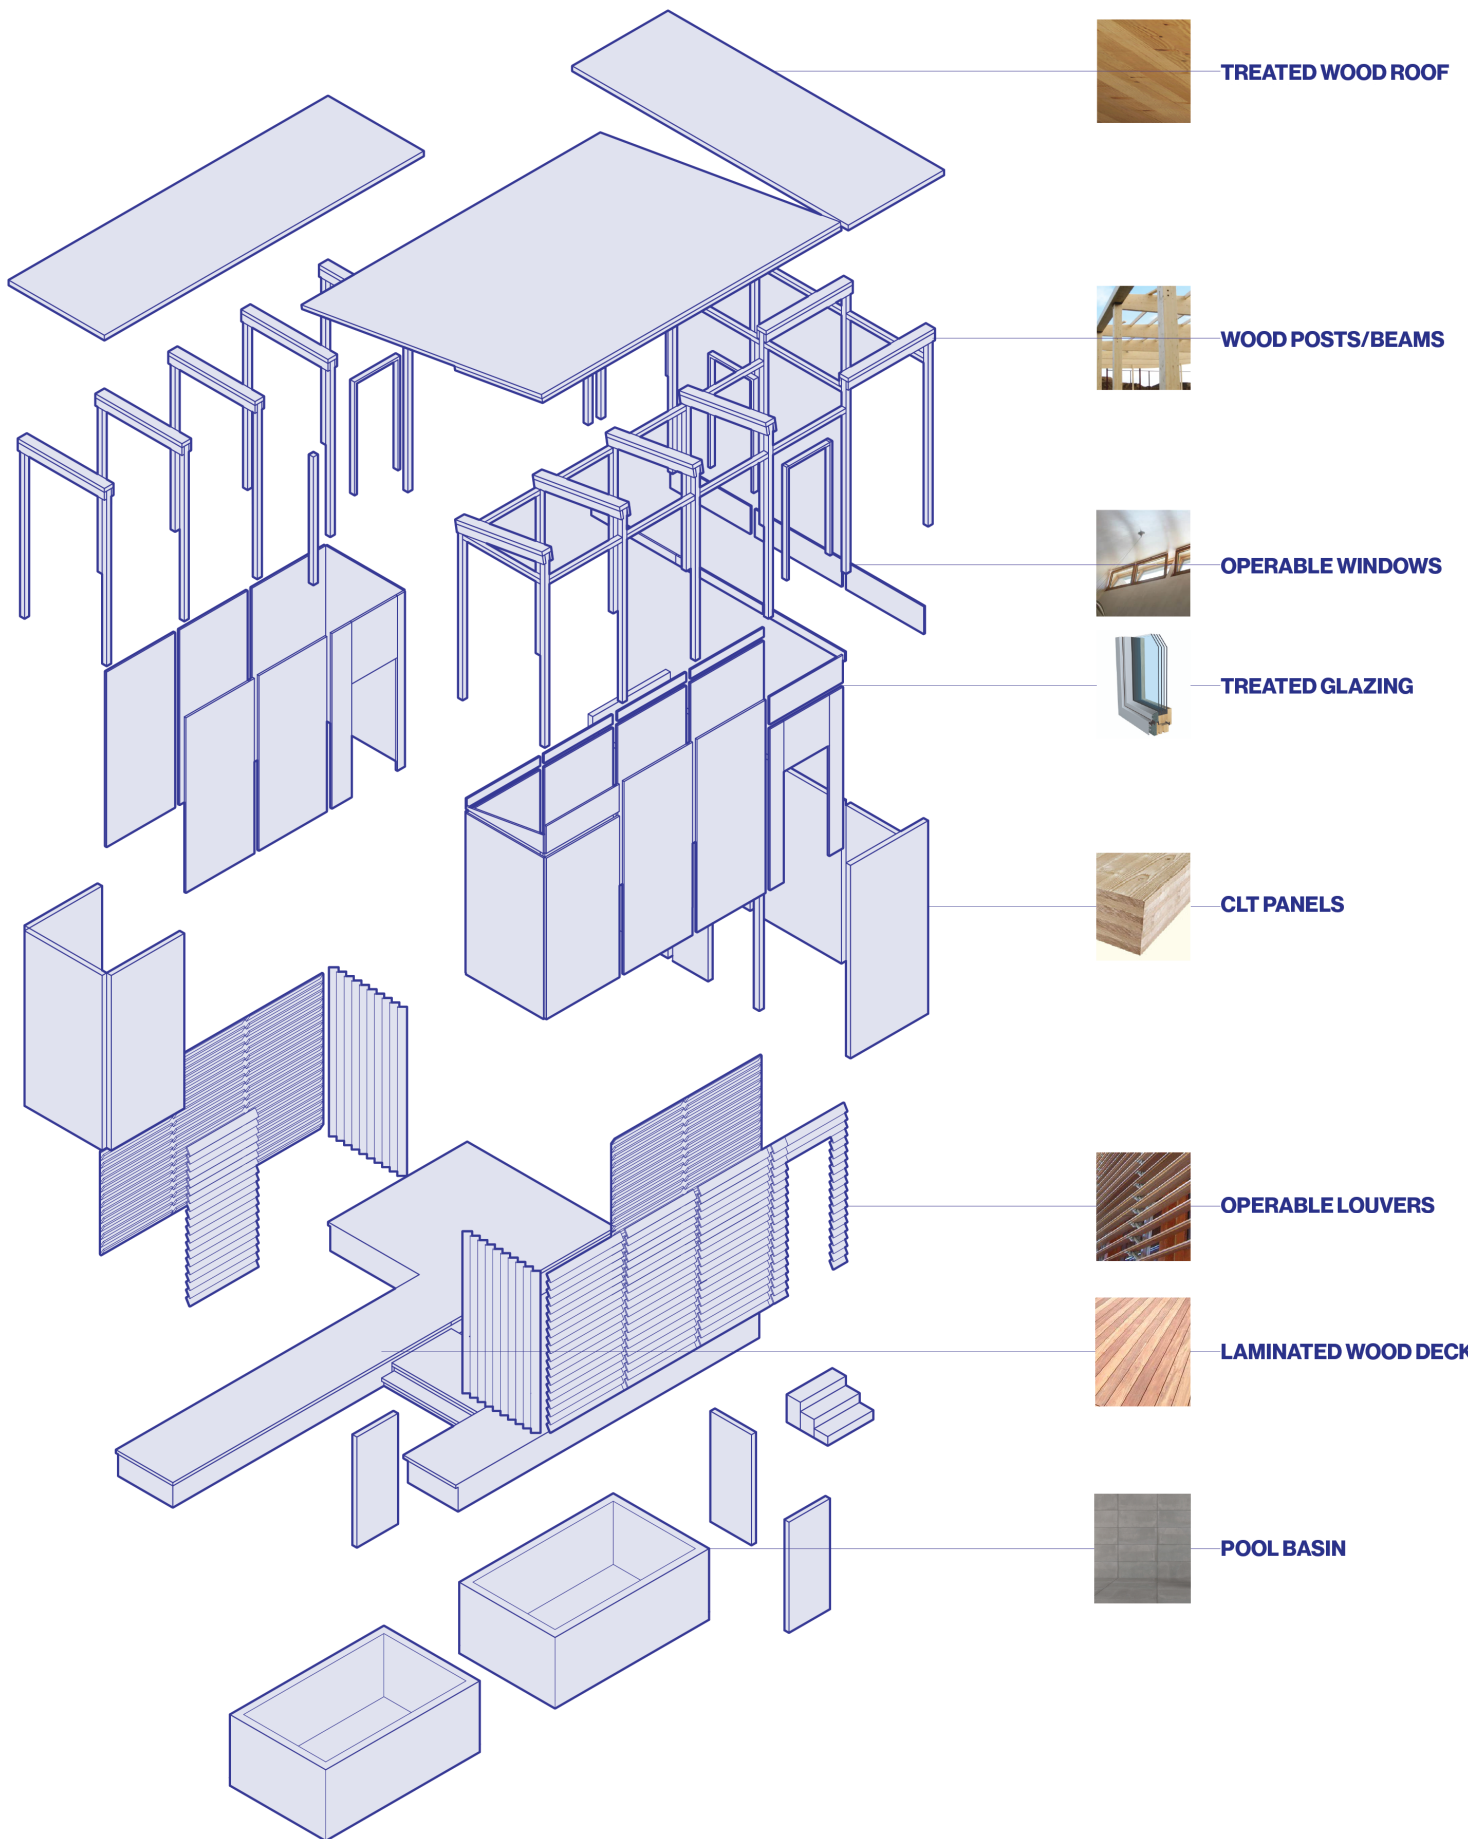 TREATED WOOD ROOF
WOOD POSTS/BEAMS
OPERABLE WINDOWS
TREATED GLAZING
CLT PANELS
OPERABLE LOUVERS
LAMINATED WOOD DECK
POOL BASIN